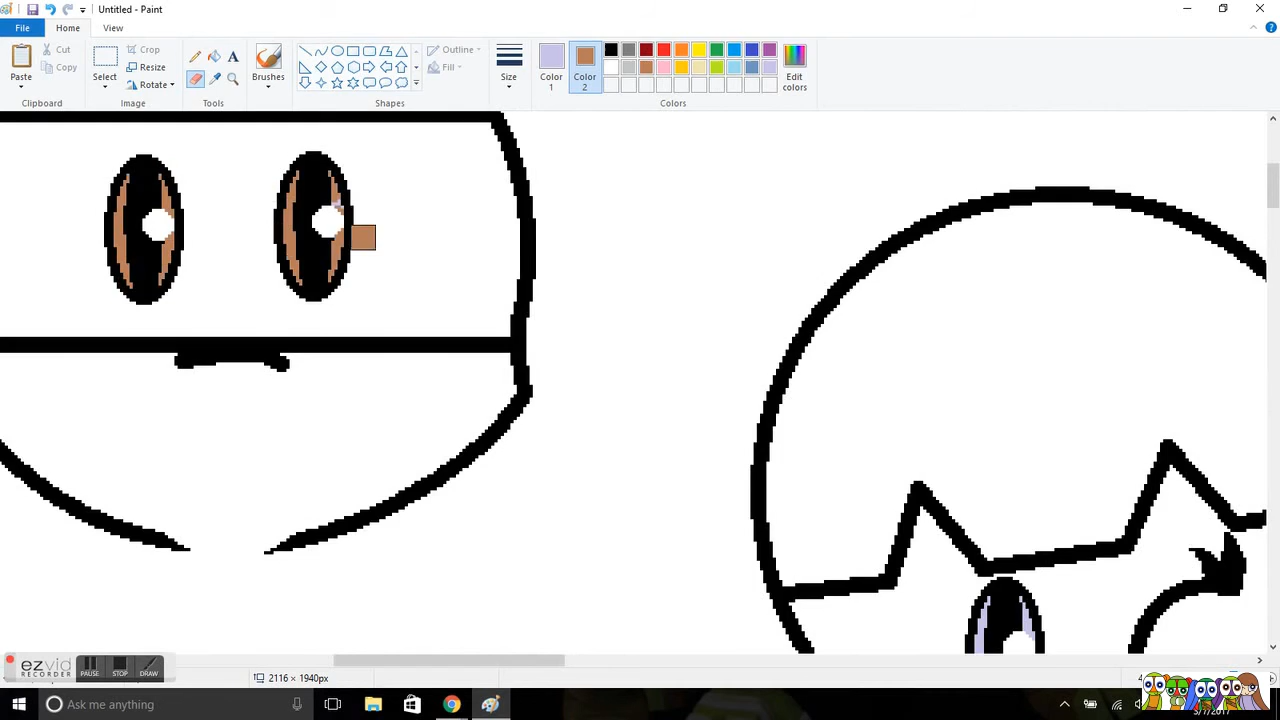 Untitled - Paint
File
Home
View
Paste
Cut
Copy
Select
Crop
Resize
Rotate
A
Brushes
Outline
Fill
Size
Color 1
Color 2
Edit colors
Clipboard
Image
Tools
Shapes
Colors
ezvid
RECORDER
PAUSE
STOP
DRAW
2116 × 1940px
Ask me anything